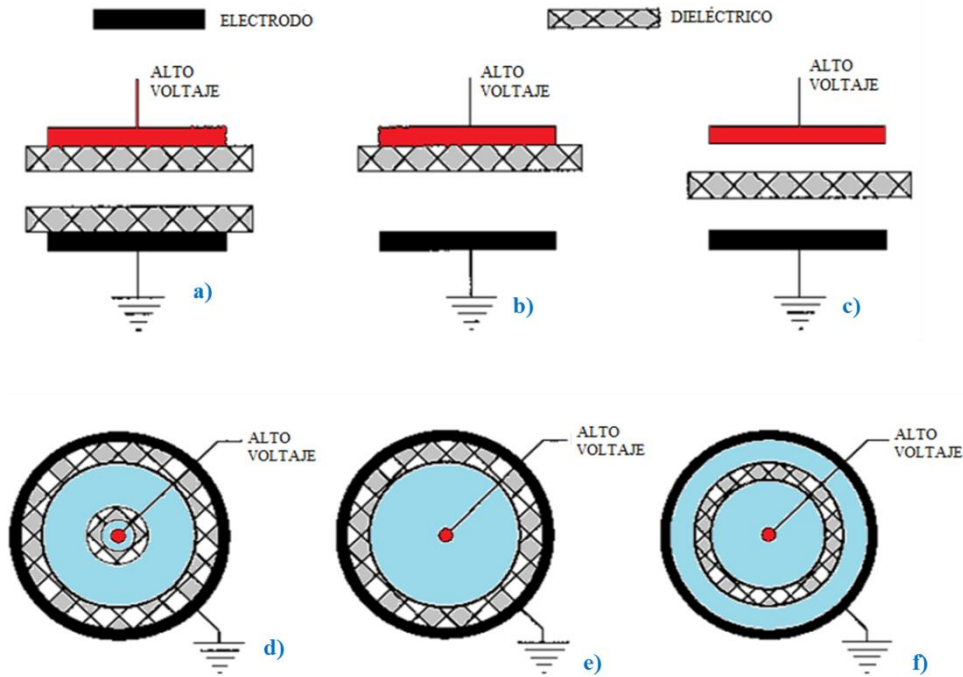 ELECTRODO
DIELÉCTRICO
ALTO
VOLTAJE
ALTO
VOLTAJE
ALTO
VOLTAJE
a)
b)
c)
ALTO
VOLTAJE
ALTO
VOLTAJE
ALTO
VOLTAJE
d)
e)
f)